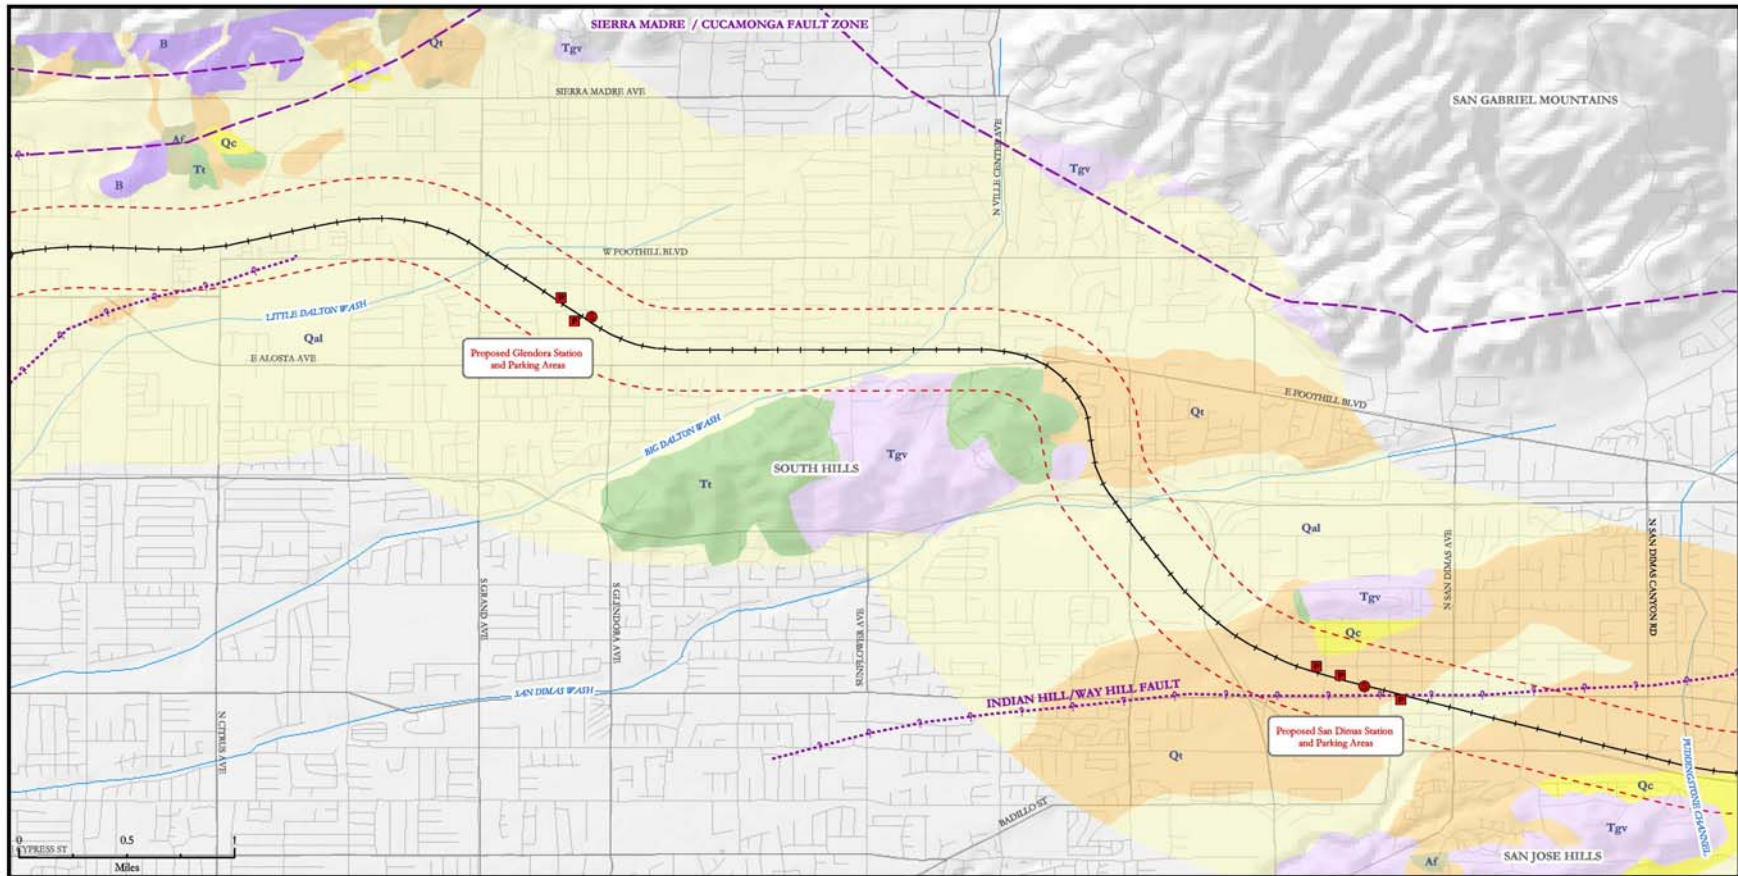 SIERRA MADRE / CUCAMONGA FAULT ZONE
B
Qt
Tgv
SIERRA MADRE AVE
SAN GABRIEL MOUNTAINS
Af
Qc
Tt
B
?
N VILLE CENTER AVE
Tgv
W FOOTHILL BLVD
LITTLE DALTON WASH
P
P
Qal
E ALOSTA AVE
Proposed Glendora Station
and Parking Areas
E FOOTHILL BLVD
Qt
BIG DALTON WASH
SOUTH HILLS
Tgv
Tt
Qal
N SAN DIMAS AVE
N SAN DIMAS CANYON RD
S GRAND AVE
S GLENDORA AVE
SUNFLOWER AVE
Tgv
Qc
P
P
P
SAN DIMAS WASH
INDIAN HILL/WAY HILL FAULT
N CITRUS AVE
Proposed San Dimas Station
and Parking Areas
Qt
PUDDINGSTONE CHANNEL
Qc
BADILLO ST
Tgv
0 0.5 1
Miles
CYPRESS ST
Af
SAN JOSE HILLS